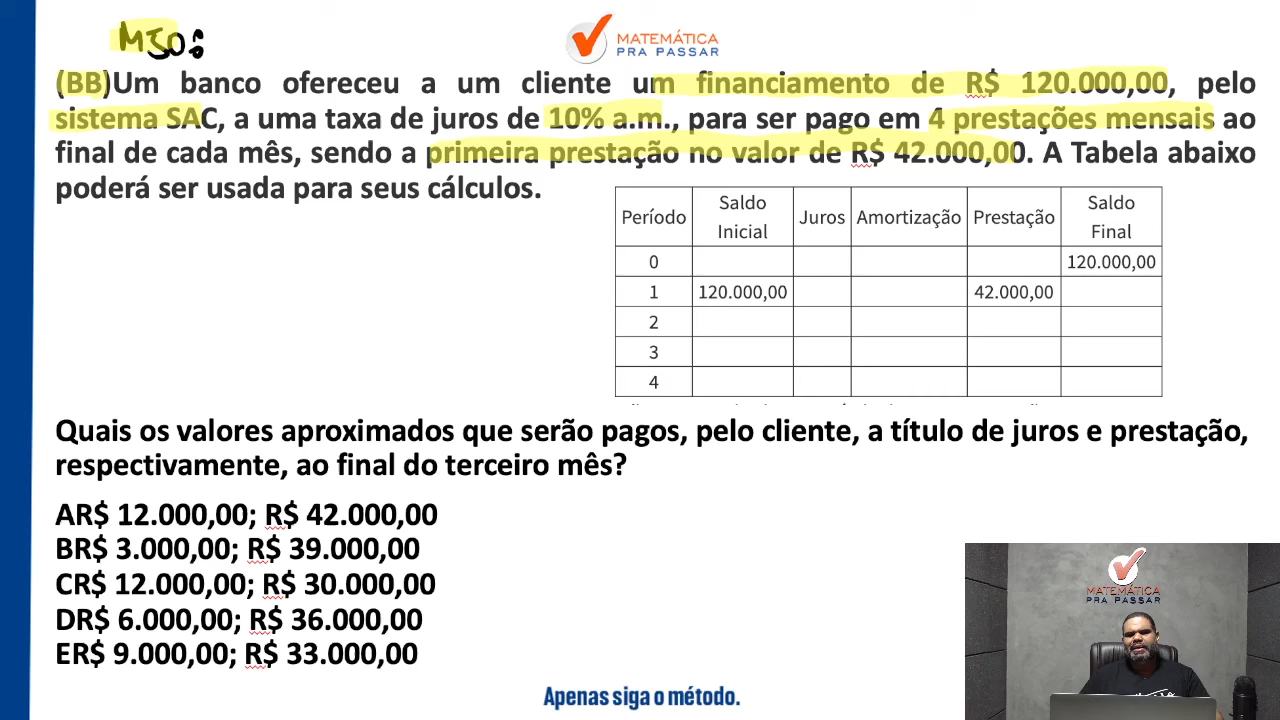 MJO:
MATEMÁTICA
PRA PASSAR
(BB)Um banco ofereceu a um cliente um financiamento de R$ 120.000,00, pelo
sistema SAC, a uma taxa de juros de 10% a.m., para ser pago em 4 prestações mensais ao
final de cada mês, sendo a primeira prestação no valor de R$ 42.000,00. A Tabela abaixo
poderá ser usada para seus cálculos.
Período Saldo Inicial Juros Amortização Prestação Saldo Final
0 120.000,00
1 120.000,00 42.000,00
2
3
4
Quais os valores aproximados que serão pagos, pelo cliente, a título de juros e prestação,
respectivamente, ao final do terceiro mês?
AR$ 12.000,00; R$ 42.000,00
BR$ 3.000,00; R$ 39.000,00
CR$ 12.000,00; R$ 30.000,00
DR$ 6.000,00; R$ 36.000,00
ER$ 9.000,00; R$ 33.000,00
MATEMÁTICA
PRA PASSAR
Apenas siga o método.